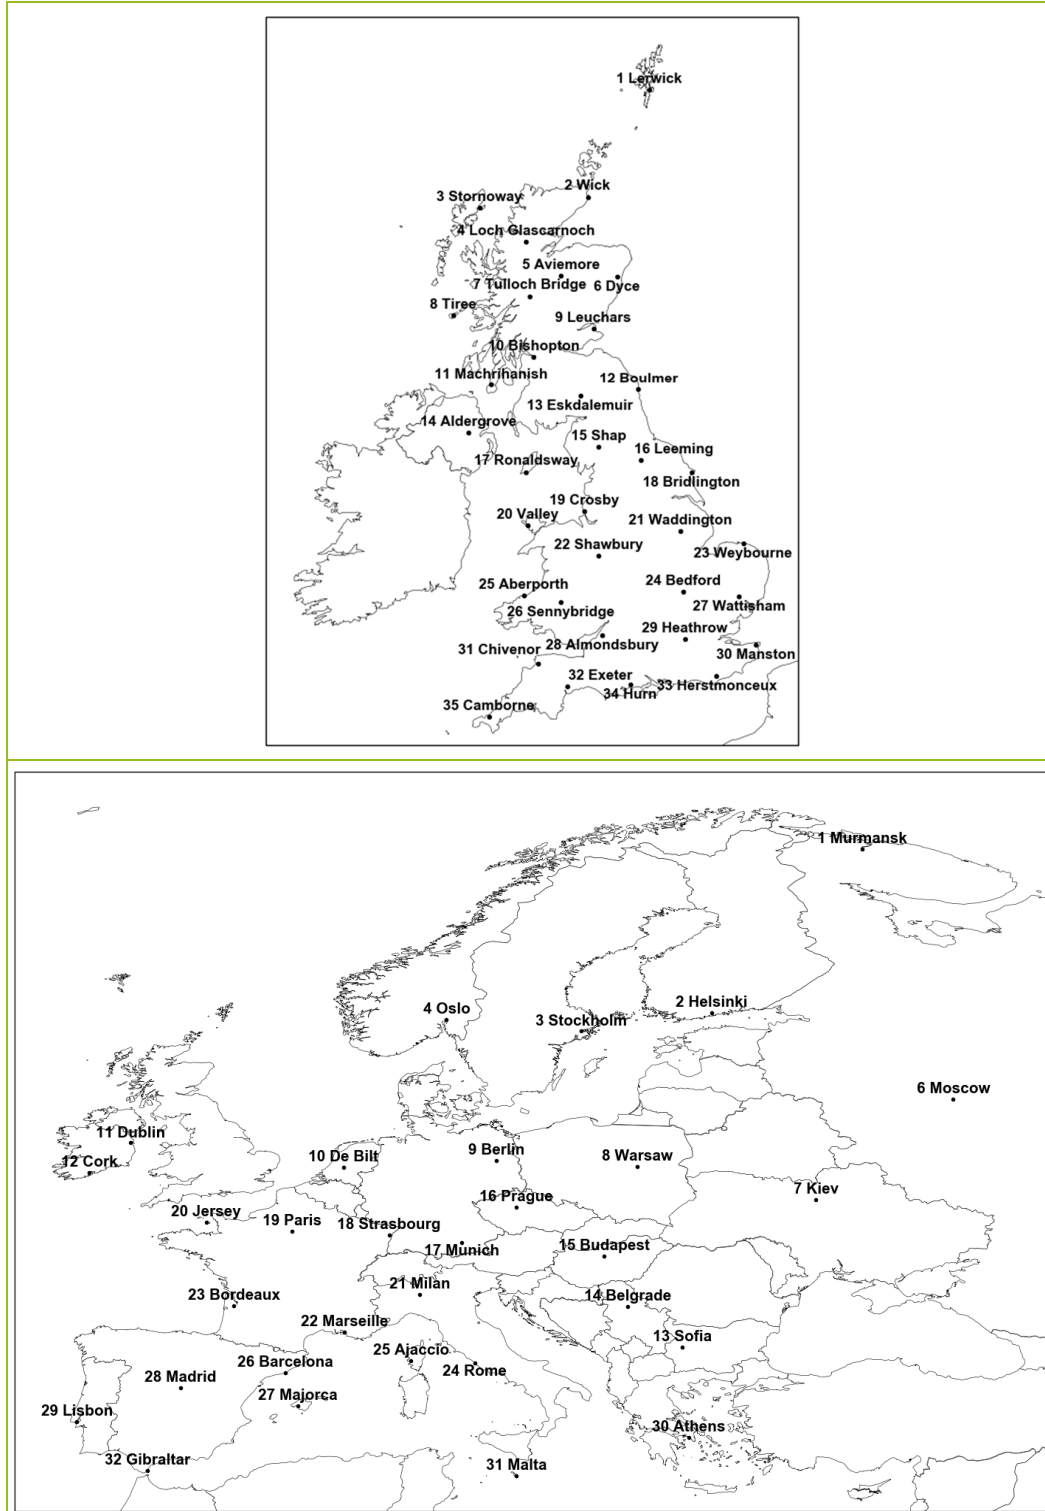 1 Lerwick
2 Wick
3 Stornoway
4 Loch Glascarnoch
5 Aviemore
7 Tulloch Bridge
6 Dyce
8 Tiree
9 Leuchars
10 Bishopton
11 Machrihanish
12 Boulmer
13 Eskdalemuir
14 Aldergrove
15 Shap
16 Leeming
17 Ronaldsway
18 Bridlington
19 Crosby
20 Valley
21 Waddington
22 Shawbury
23 Weybourne
24 Bedford
25 Aberporth
27 Wattisham
26 Sennybridge
29 Heathrow
28 Almondsbury
31 Chivenor
30 Manston
32 Exeter
33 Herstmonceux
34 Hurn
35 Camborne
1 Murmansk
2 Helsinki
4 Oslo
3 Stockholm
6 Moscow
11 Dublin
9 Berlin
10 De Bilt
8 Warsaw
12 Cork
7 Kiev
16 Prague
20 Jersey
19 Paris
18 Strasbourg
15 Budapest
17 Munich
21 Milan
23 Bordeaux
14 Belgrade
22 Marseille
13 Sofia
25 Ajaccio
26 Barcelona
24 Rome
28 Madrid
27 Majorca
29 Lisbon
30 Athens
32 Gibraltar
31 Malta